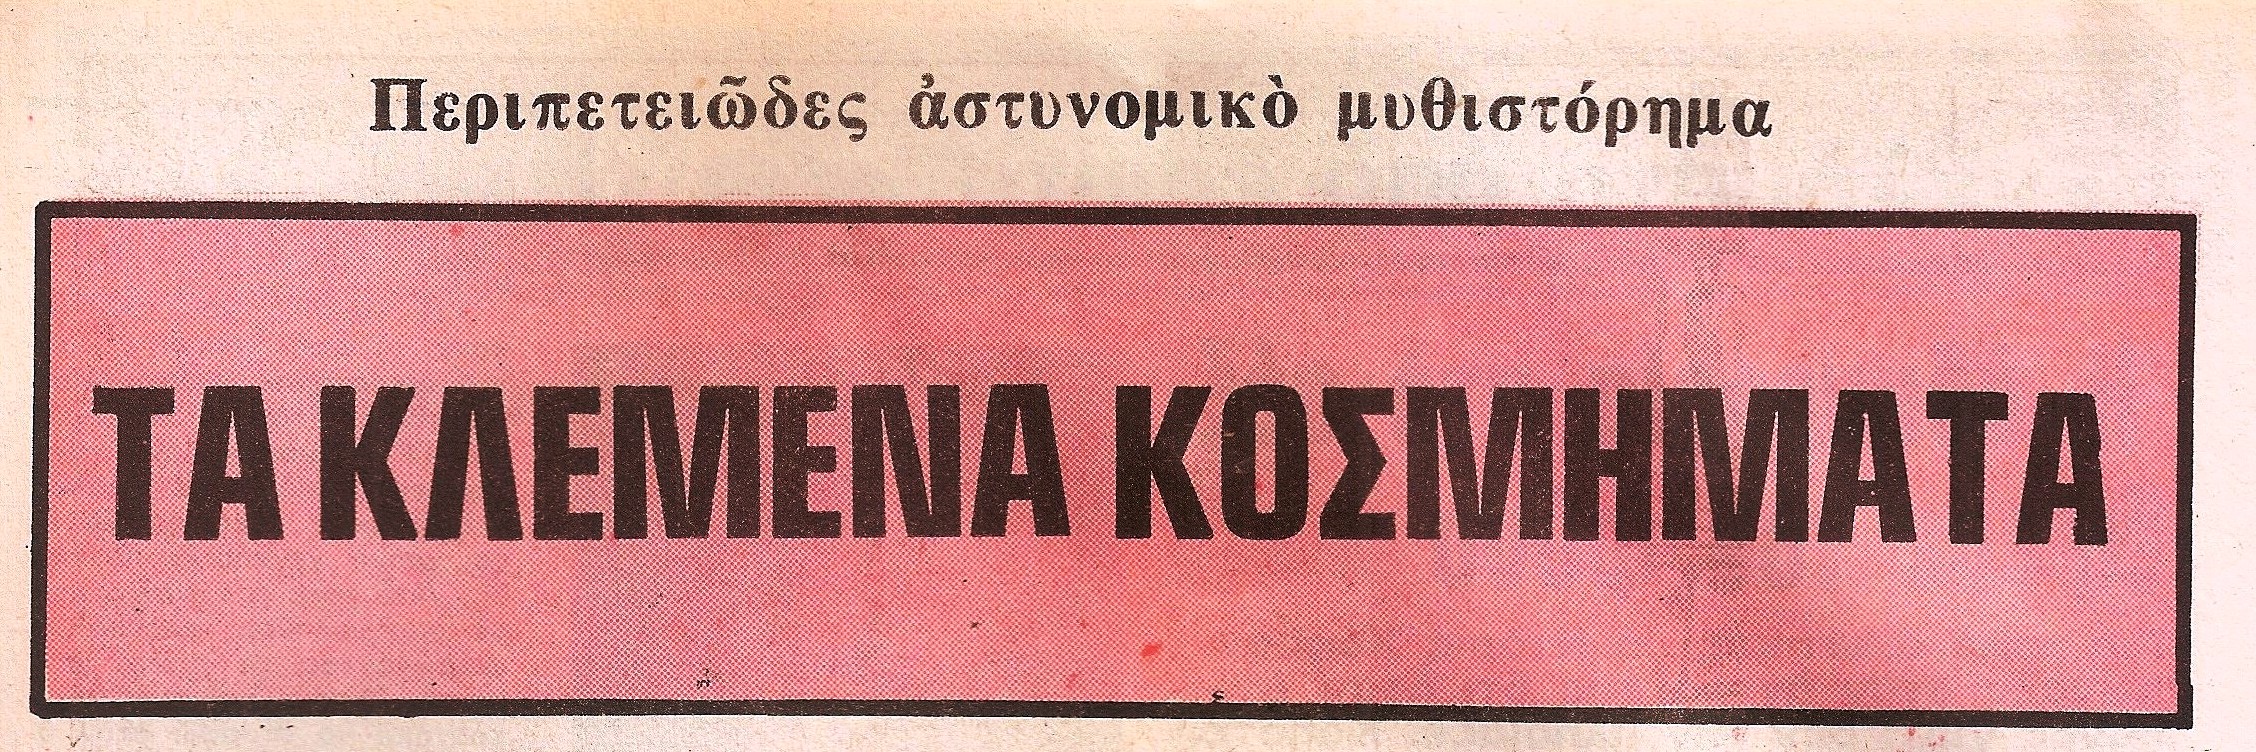 Περιπετειῶδες ἀστυνομικὸ μυθιστόρημα
ΤΑ ΚΛΕΜΕΝΑ ΚΟΣΜΗΜΑΤΑ